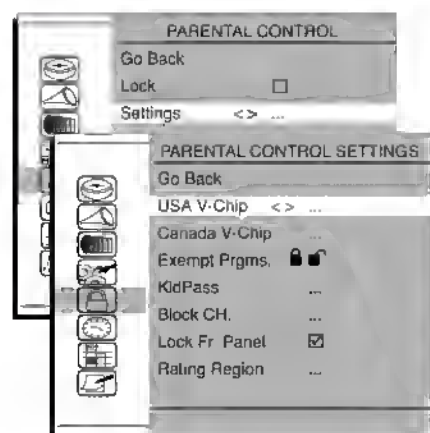 PARENTAL CONTROL
Go Back
Lock
Settings <> ...
PARENTAL CONTROL SETTINGS
Go Back
USA V-Chip <> ...
Canada V-Chip ...
Exempt Prgms.
KidPass ...
Block CH. ...
Lock Fr Panel
Rating Region ...